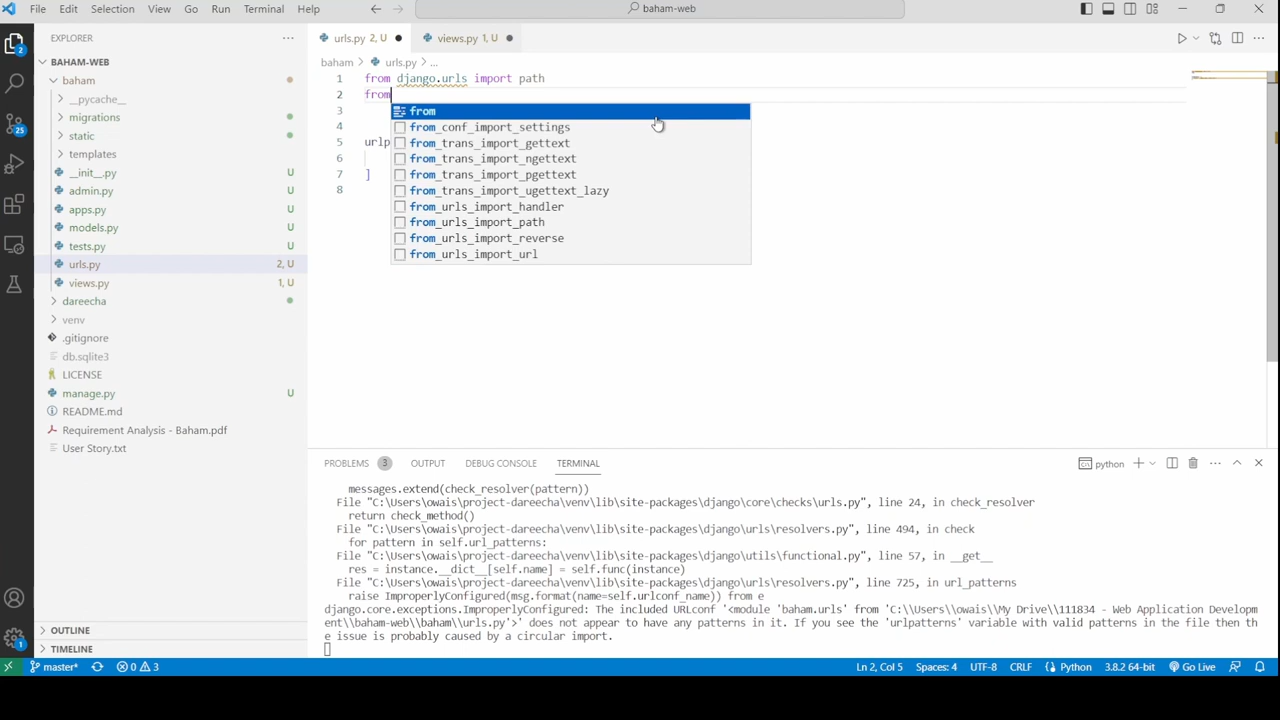 File Edit Selection View Go Run Terminal Help
baham-web
EXPLORER
BAHAM-WEB
baham
__pycache__
migrations
static
templates
__init__.py U
admin.py U
apps.py U
models.py U
tests.py U
urls.py 2, U
views.py 1, U
dareecha
venv
.gitignore
db.sqlite3
LICENSE
manage.py U
README.md
Requirement Analysis - Baham.pdf
User Story.txt
OUTLINE
TIMELINE
2
25
1
urls.py 2, U
views.py 1, U
baham > urls.py > ...
1 from django.urls import path
2 from
3
4
5 urlp
6
7 ]
8
from
from_conf_import_settings
from_trans_import_gettext
from_trans_import_ngettext
from_trans_import_pgettext
from_trans_import_ugettext_lazy
from_urls_import_handler
from_urls_import_path
from_urls_import_reverse
from_urls_import_url
PROBLEMS 3 OUTPUT DEBUG CONSOLE TERMINAL
python
messages.extend(check_resolver(pattern))
File "C:\Users\owais\project-dareecha\venv\lib\site-packages\django\core\checks\urls.py", line 24, in check_resolver
return check_method()
File "C:\Users\owais\project-dareecha\venv\lib\site-packages\django\urls\resolvers.py", line 494, in check
for pattern in self.url_patterns:
File "C:\Users\owais\project-dareecha\venv\lib\site-packages\django\utils\functional.py", line 57, in __get__
res = instance.__dict__[self.name] = self.func(instance)
File "C:\Users\owais\project-dareecha\venv\lib\site-packages\django\urls\resolvers.py", line 725, in url_patterns
raise ImproperlyConfigured(msg.format(name=self.urlconf_name)) from e
django.core.exceptions.ImproperlyConfigured: The included URLconf '<module 'baham.urls' from 'C:\\Users\\owais\\My Drive\\111834 - Web Application Developm
ent\\baham-web\\baham\\urls.py'>' does not appear to have any patterns in it. If you see the 'urlpatterns' variable with valid patterns in the file then th
e issue is probably caused by a circular import.
master* 0 3 Ln 2, Col 5 Spaces: 4 UTF-8 CRLF Python 3.8.2 64-bit Go Live